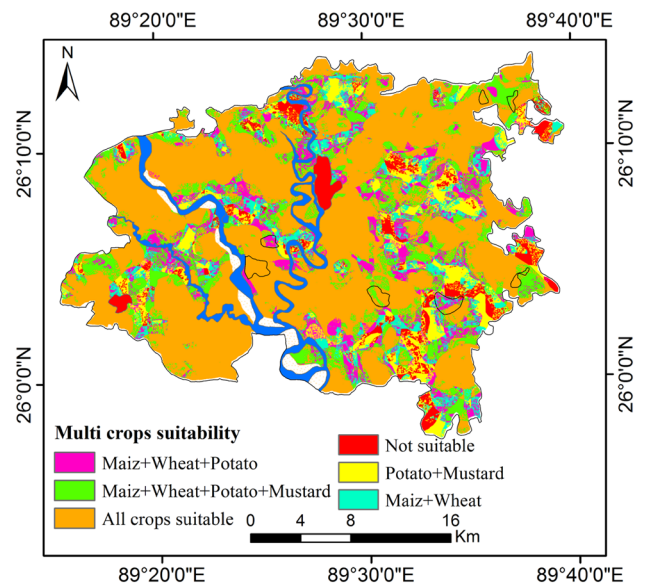 89°20'0"E 89°30'0"E 89°40'0"E
N
26°10'0"N 26°10'0"N
26°0'0"N 26°0'0"N
Multi crops suitability
Maiz+Wheat+Potato
Maiz+Wheat+Potato+Mustard
All crops suitable
Not suitable
Potato+Mustard
Maiz+Wheat
0 4 8 16
Km
89°20'0"E 89°30'0"E 89°40'0"E